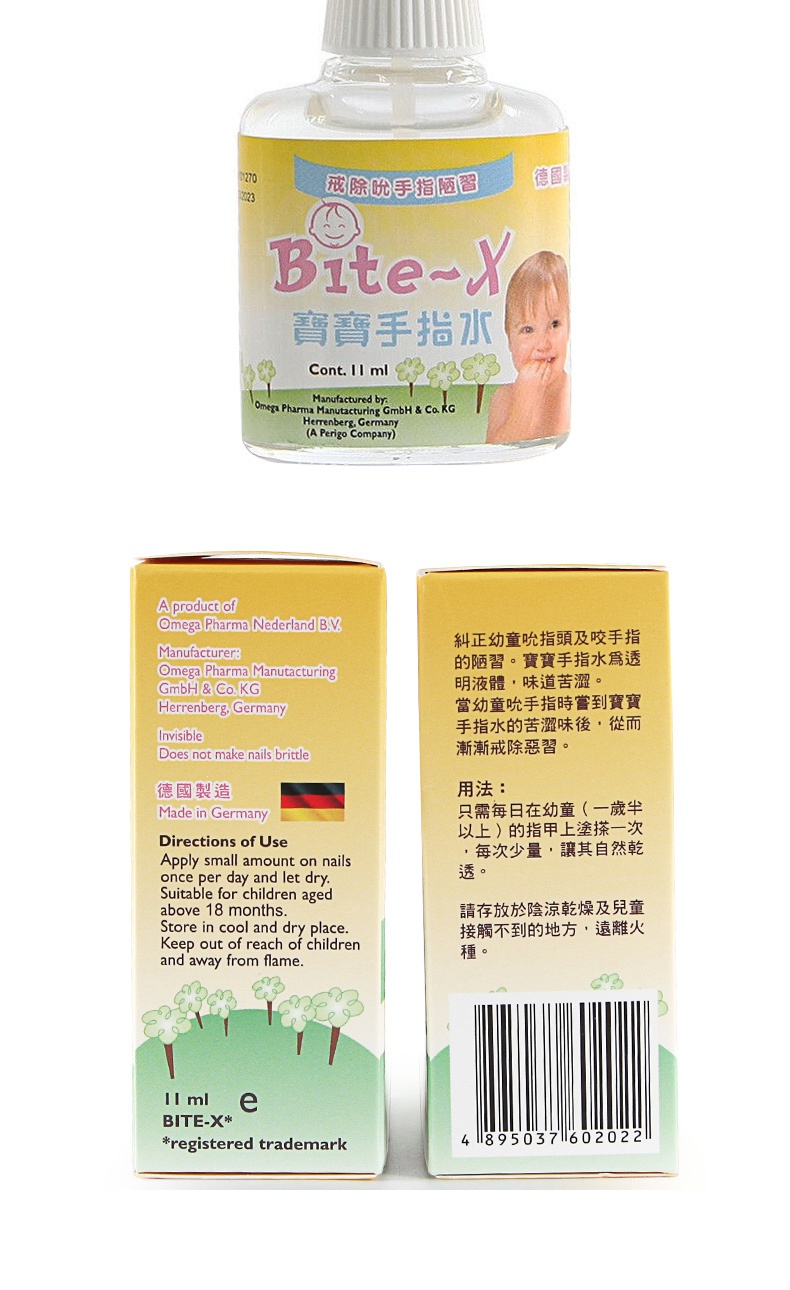 戒除吮手指陋習
德國
01270
2023
Bite~X
寶寶手指水
Cont. 11 ml
Manufactured by:
Omega Pharma Manutacturing GmbH & Co. KG
Herrenberg, Germany
(A Perigo Company)
A product of
Omega Pharma Nederland B.V.
Manufacturer:
Omega Pharma Manutacturing
GmbH & Co. KG
Herrenberg, Germany
Invisible
Does not make nails brittle
德國製造
Made in Germany
Directions of Use
Apply small amount on nails
once per day and let dry.
Suitable for children aged
above 18 months.
Store in cool and dry place.
Keep out of reach of children
and away from flame.
11 ml e
BITE-X*
*registered trademark
糾正幼童吮指頭及咬手指
的陋習。寶寶手指水爲透
明液體，味道苦澀。
當幼童吮手指時嘗到寶寶
手指水的苦澀味後，從而
漸漸戒除惡習。
用法：
只需每日在幼童（一歲半
以上）的指甲上塗搽一次
，每次少量，讓其自然乾
透。
請存放於陰涼乾燥及兒童
接觸不到的地方，遠離火
種。
4 895037 602022